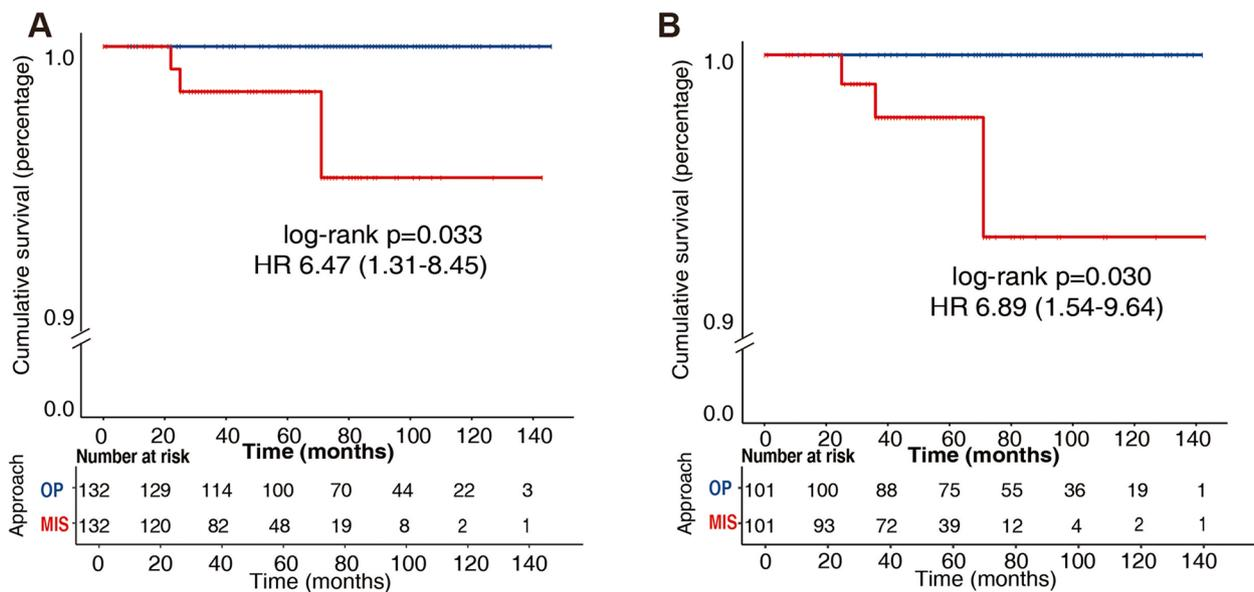 A
Cumulative survival (percentage)
1.0
0.9
0.0
log-rank p=0.033
HR 6.47 (1.31-8.45)
0 20 40 60 80 100 120 140
Time (months)
Number at risk
Approach
OP 132 129 114 100 70 44 22 3
MIS 132 120 82 48 19 8 2 1
0 20 40 60 80 100 120 140
Time (months)
B
Cumulative survival (percentage)
1.0
0.9
0.0
log-rank p=0.030
HR 6.89 (1.54-9.64)
0 20 40 60 80 100 120 140
Time (months)
Number at risk
Approach
OP 101 100 88 75 55 36 19 1
MIS 101 93 72 39 12 4 2 1
0 20 40 60 80 100 120 140
Time (months)